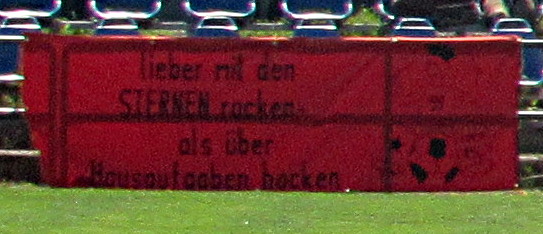 lieber mit den
STERNEN rocken,
als über
Hausaufgaben hocken